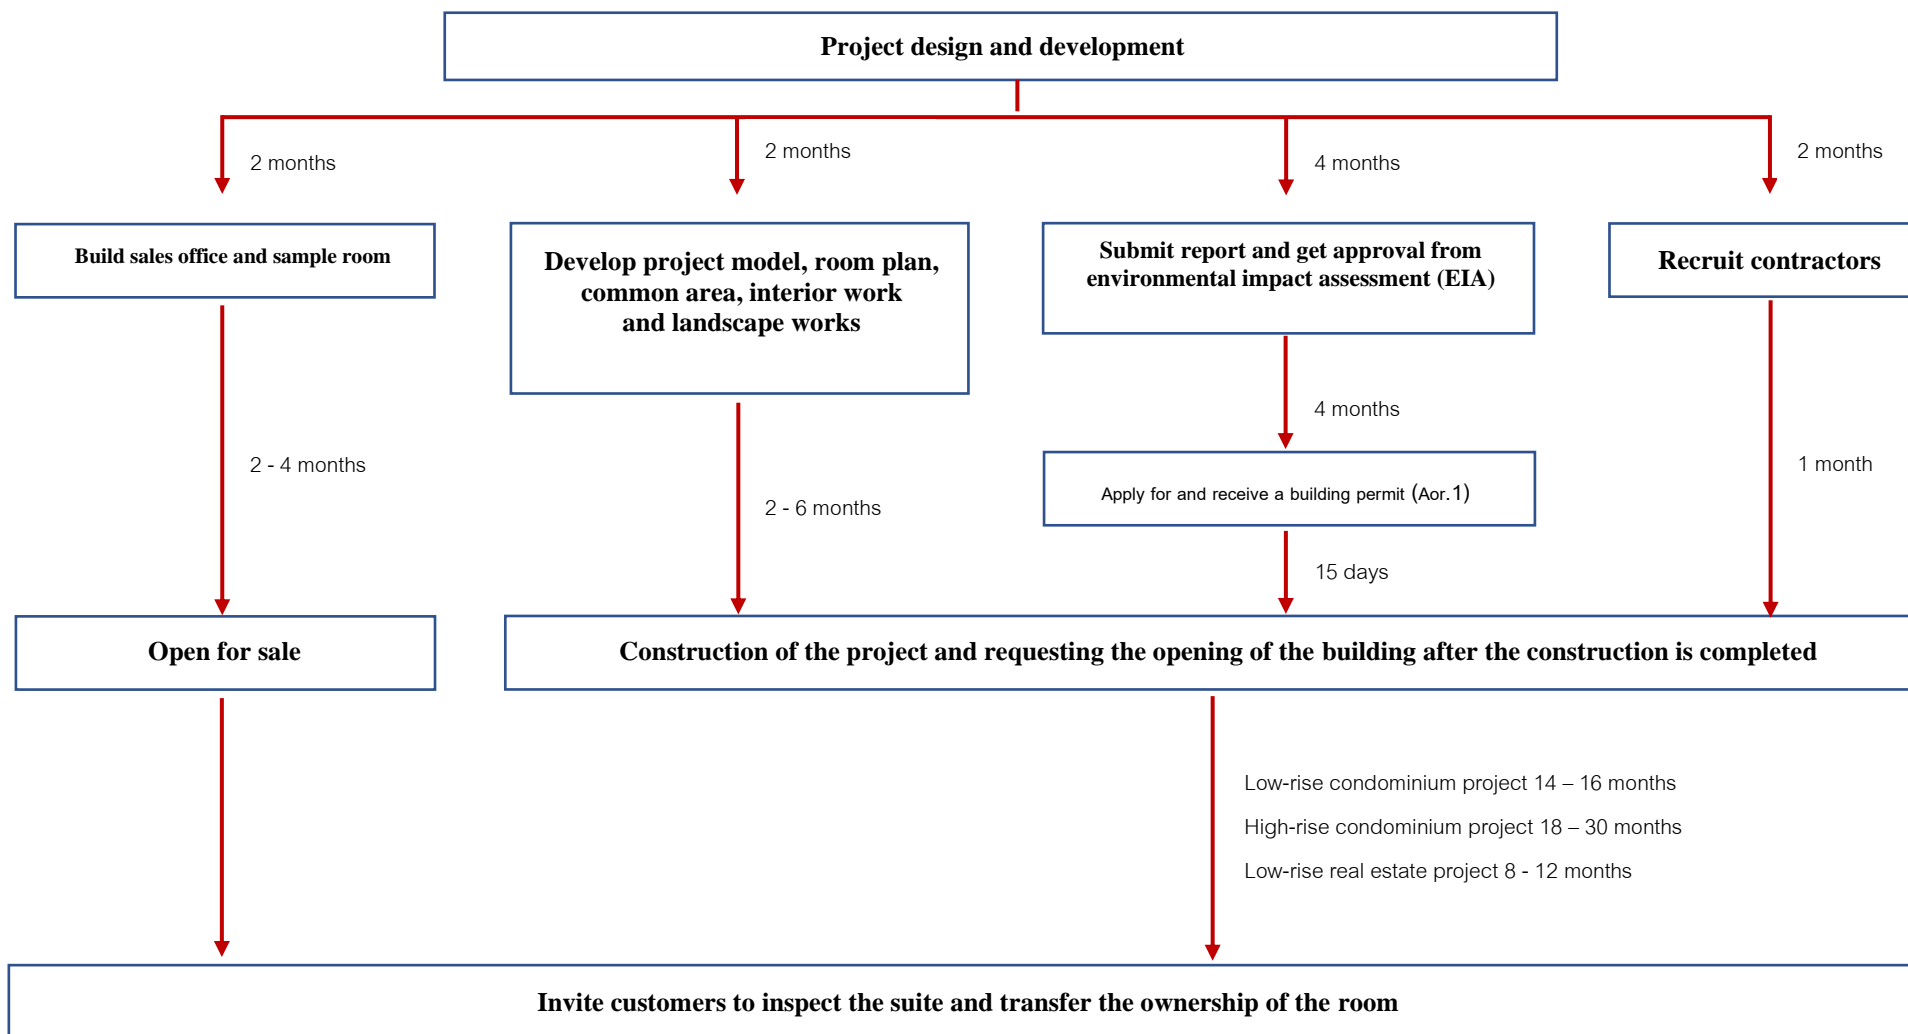 Project design and development
2 months
2 months
4 months
2 months
Build sales office and sample room
Develop project model, room plan,
common area, interior work
and landscape works
Submit report and get approval from
environmental impact assessment (EIA)
Recruit contractors
4 months
2 - 4 months
1 month
Apply for and receive a building permit (Aor.1)
2 - 6 months
15 days
Open for sale
Construction of the project and requesting the opening of the building after the construction is completed
Low-rise condominium project 14 – 16 months
High-rise condominium project 18 – 30 months
Low-rise real estate project 8 - 12 months
Invite customers to inspect the suite and transfer the ownership of the room